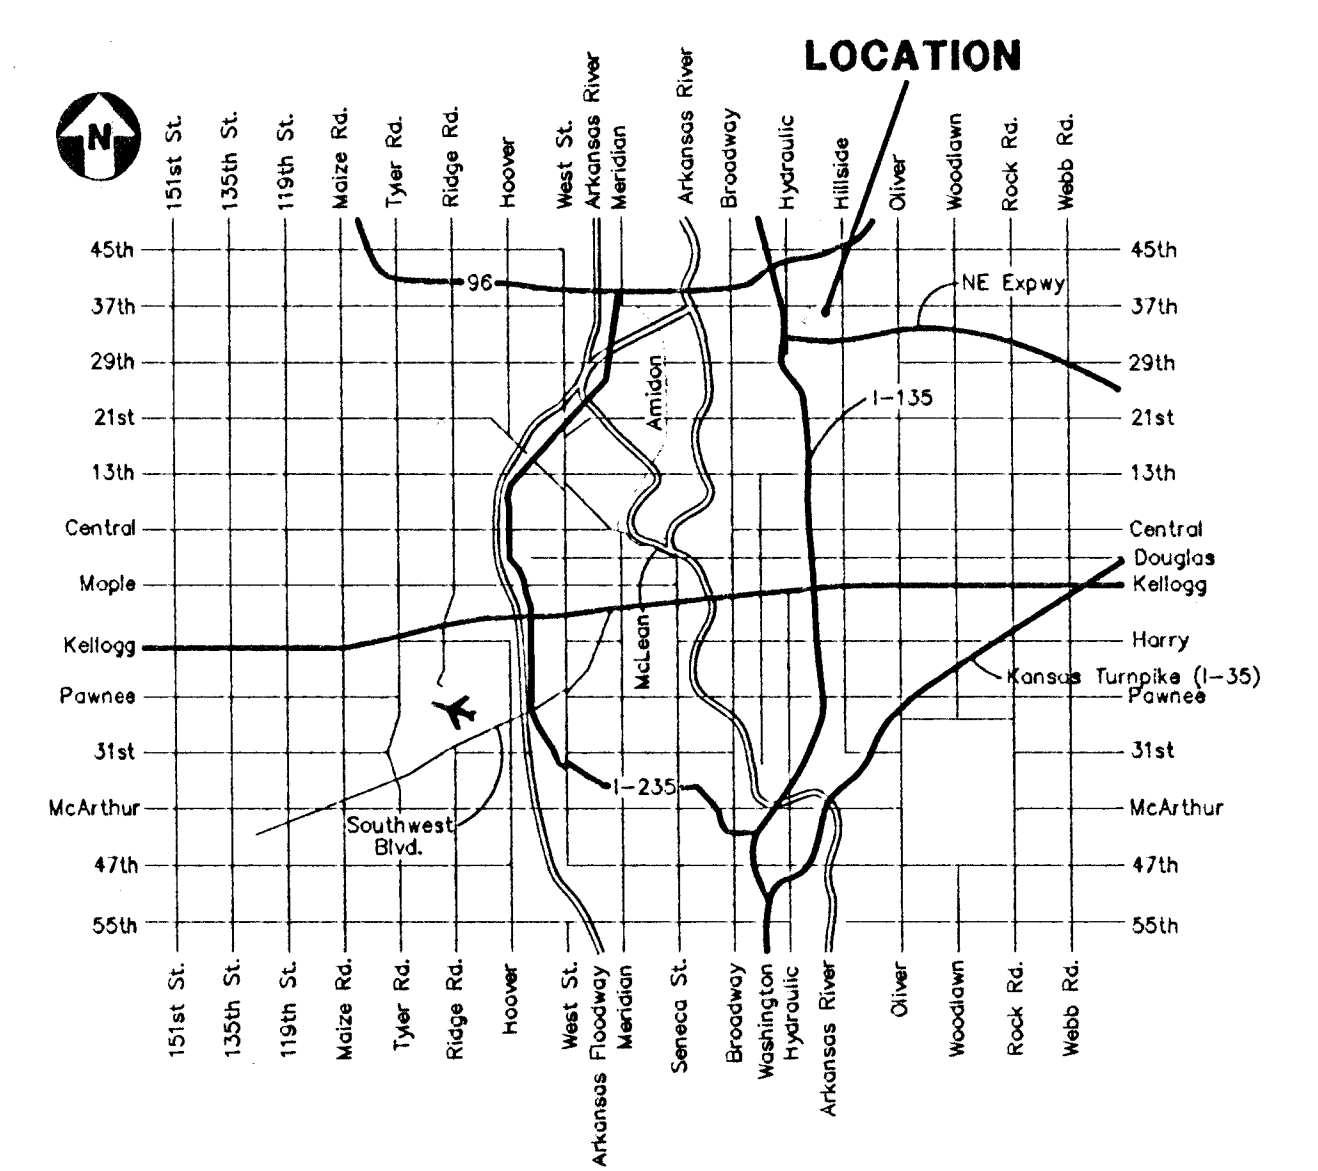 LOCATION
N
151st St.
135th St.
119th St.
Maize Rd.
Tyler Rd.
Ridge Rd.
Hoover
West St.
Arkansas River
Meridian
Arkansas River
Broadway
Hydraulic
Hillside
Oliver
Woodlawn
Rock Rd.
Webb Rd.
45th
45th
96
NE Expwy
37th
37th
29th
29th
Amidon
I-135
21st
21st
13th
13th
Central
Central
Douglas
Maple
Kellogg
McLean
Kellogg
Harry
Kansas Turnpike (I-35)
Pawnee
Pawnee
31st
31st
I-235
McArthur
McArthur
Southwest
Blvd.
47th
47th
55th
55th
151st St.
135th St.
119th St.
Maize Rd.
Tyler Rd.
Ridge Rd.
Hoover
West St.
Arkansas Floodway
Meridian
Seneca St.
Broadway
Washington
Hydraulic
Arkansas River
Oliver
Woodlawn
Rock Rd.
Webb Rd.